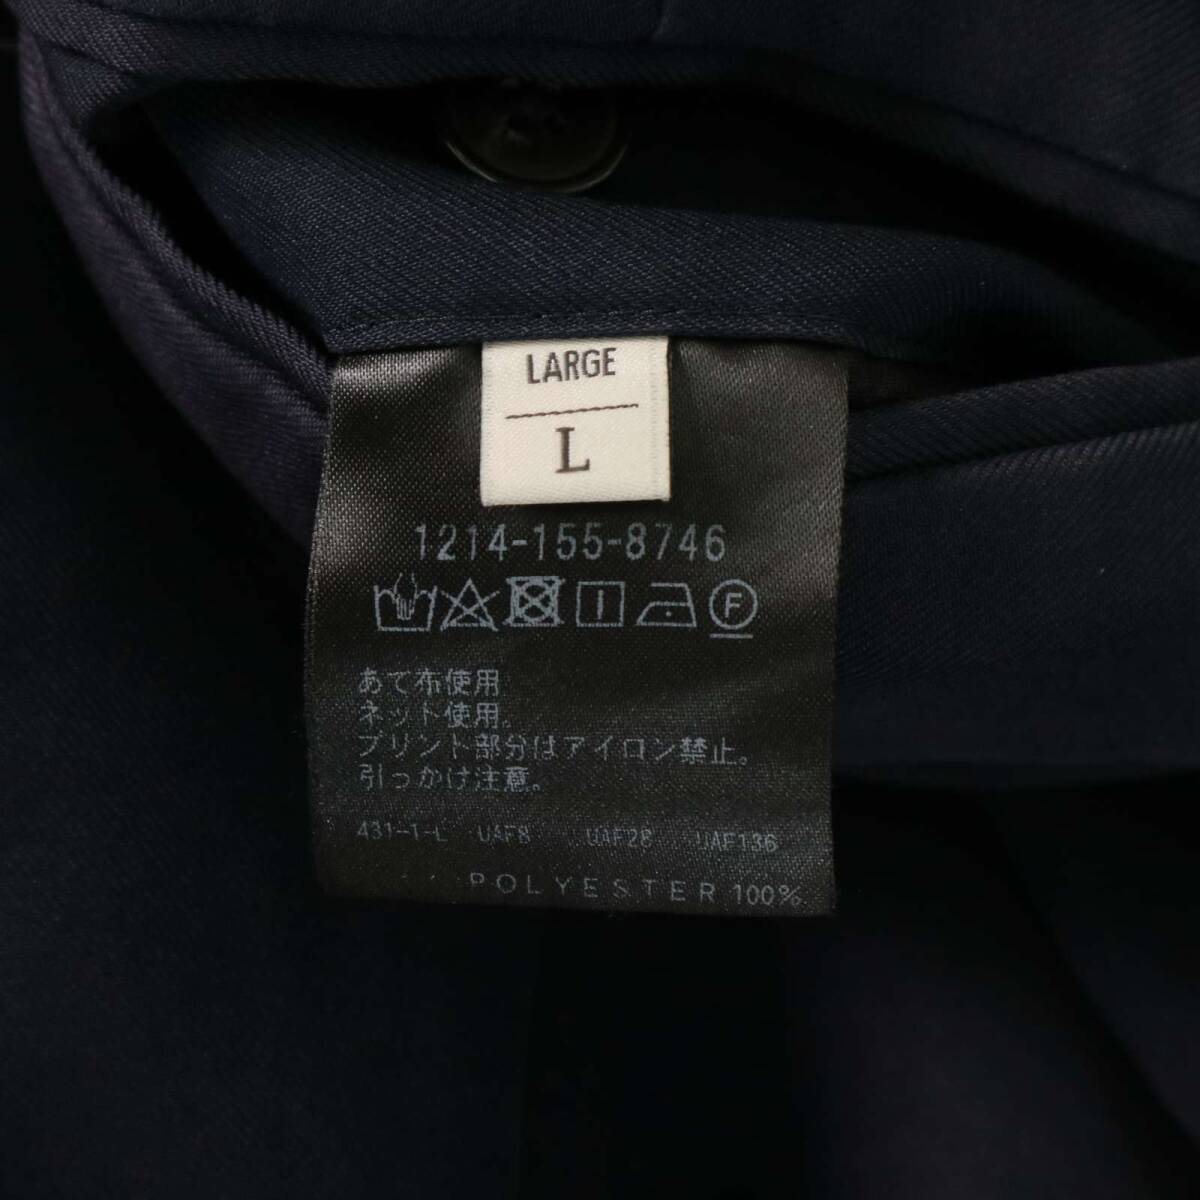 LARGE
L
1214-155-8746
F
あて布使用
ネット使用。
プリント部分はアイロン禁止。
引っかけ注意。
431-1-L UAF8 UAF28 UAF136
POLYESTER 100%